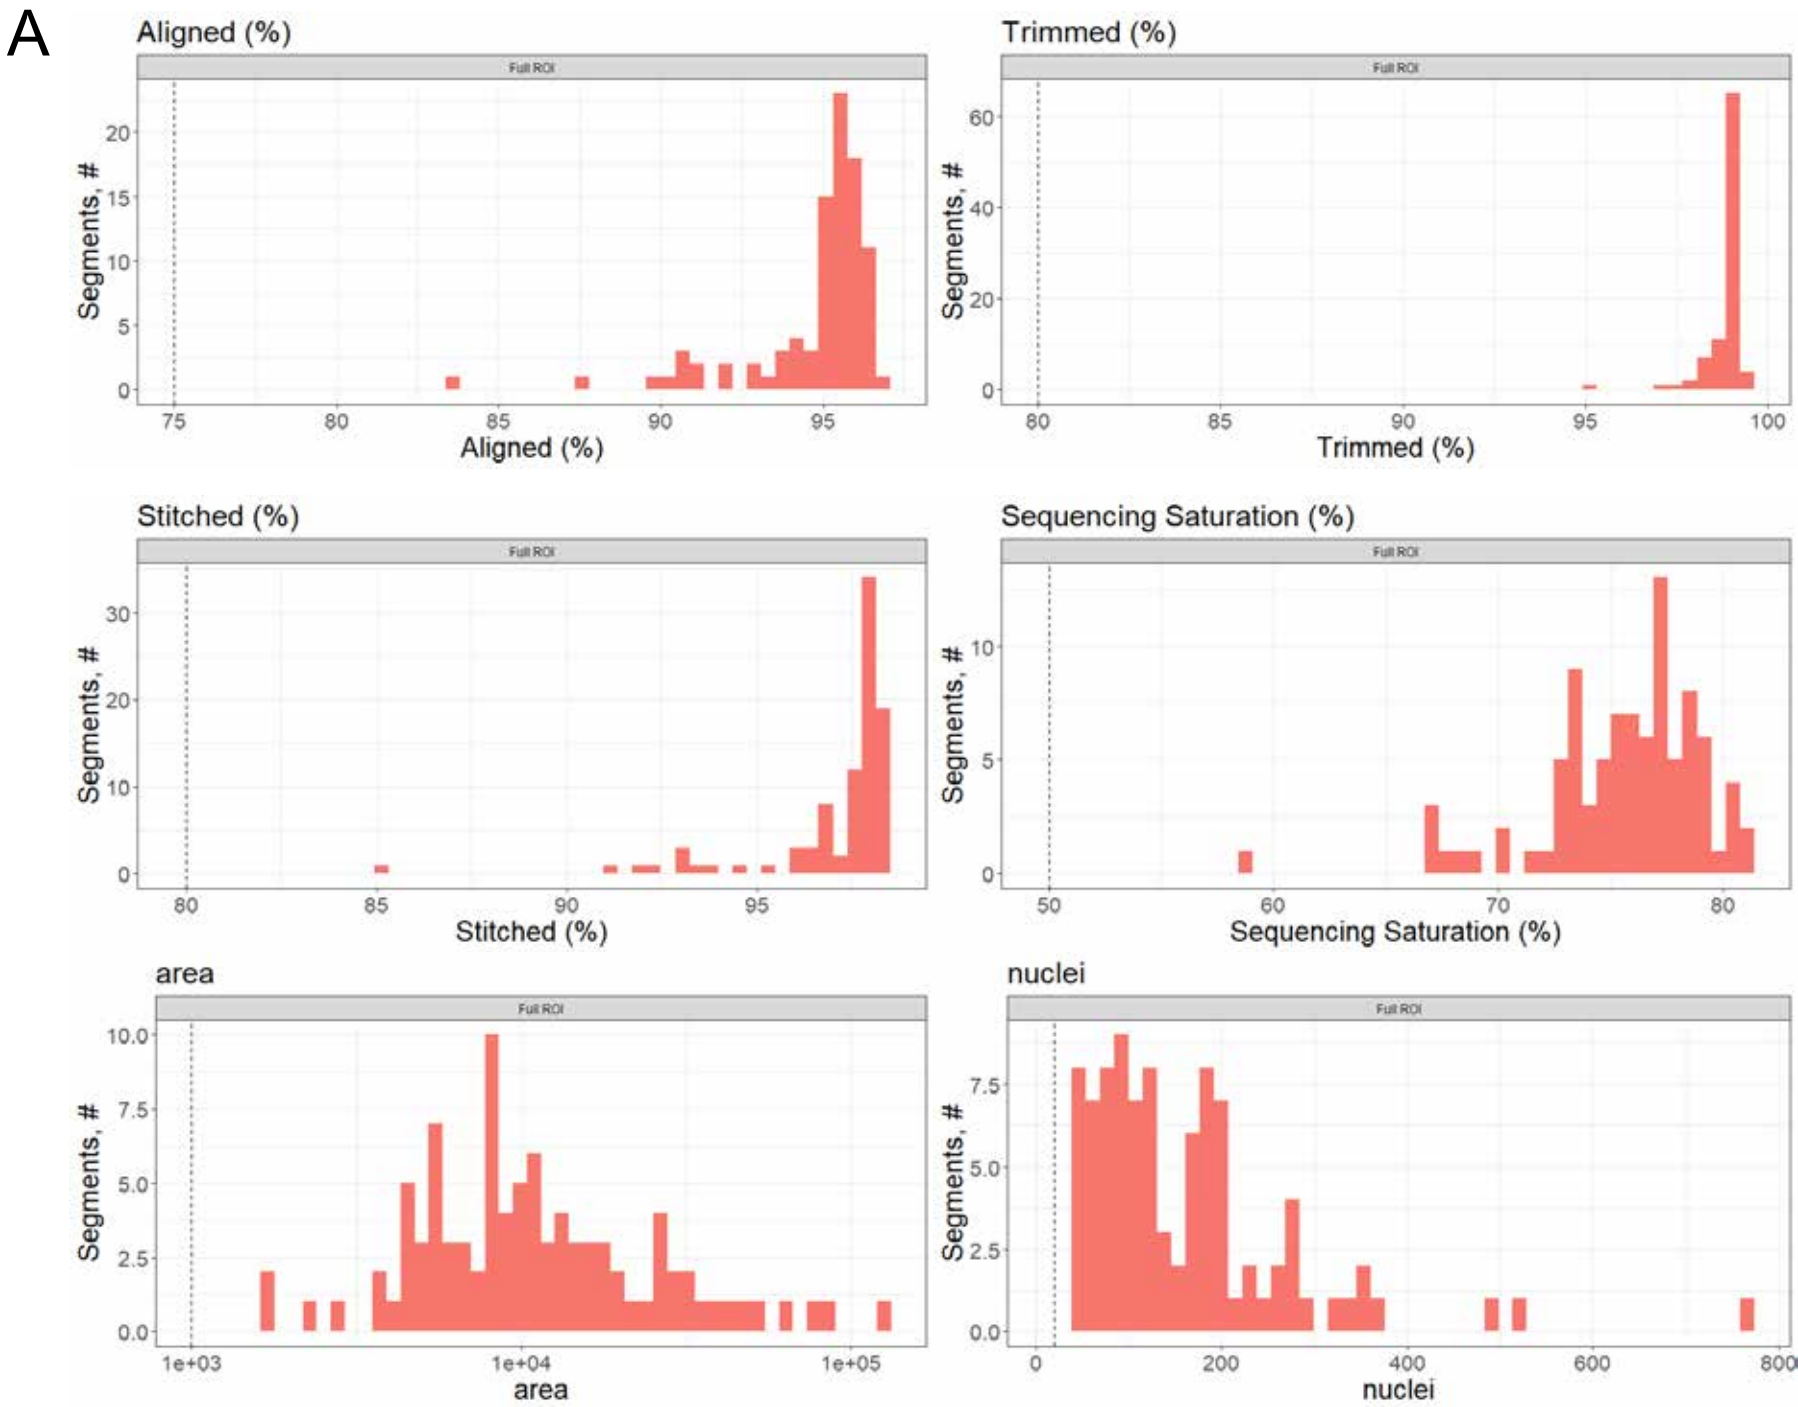 A
Aligned (%)
Full ROI
Segments, #
20
15
10
5
0
75 80 85 90 95
Aligned (%)
Trimmed (%)
Full ROI
Segments, #
60
40
20
0
80 85 90 95 100
Trimmed (%)
Stitched (%)
Full ROI
Segments, #
30
20
10
0
80 85 90 95
Stitched (%)
Sequencing Saturation (%)
Full ROI
Segments, #
10
5
0
50 60 70 80
Sequencing Saturation (%)
area
Full ROI
Segments, #
10.0
7.5
5.0
2.5
0.0
1e+03 1e+04 1e+05
area
nuclei
Full ROI
Segments, #
7.5
5.0
2.5
0.0
0 200 400 600 800
nuclei